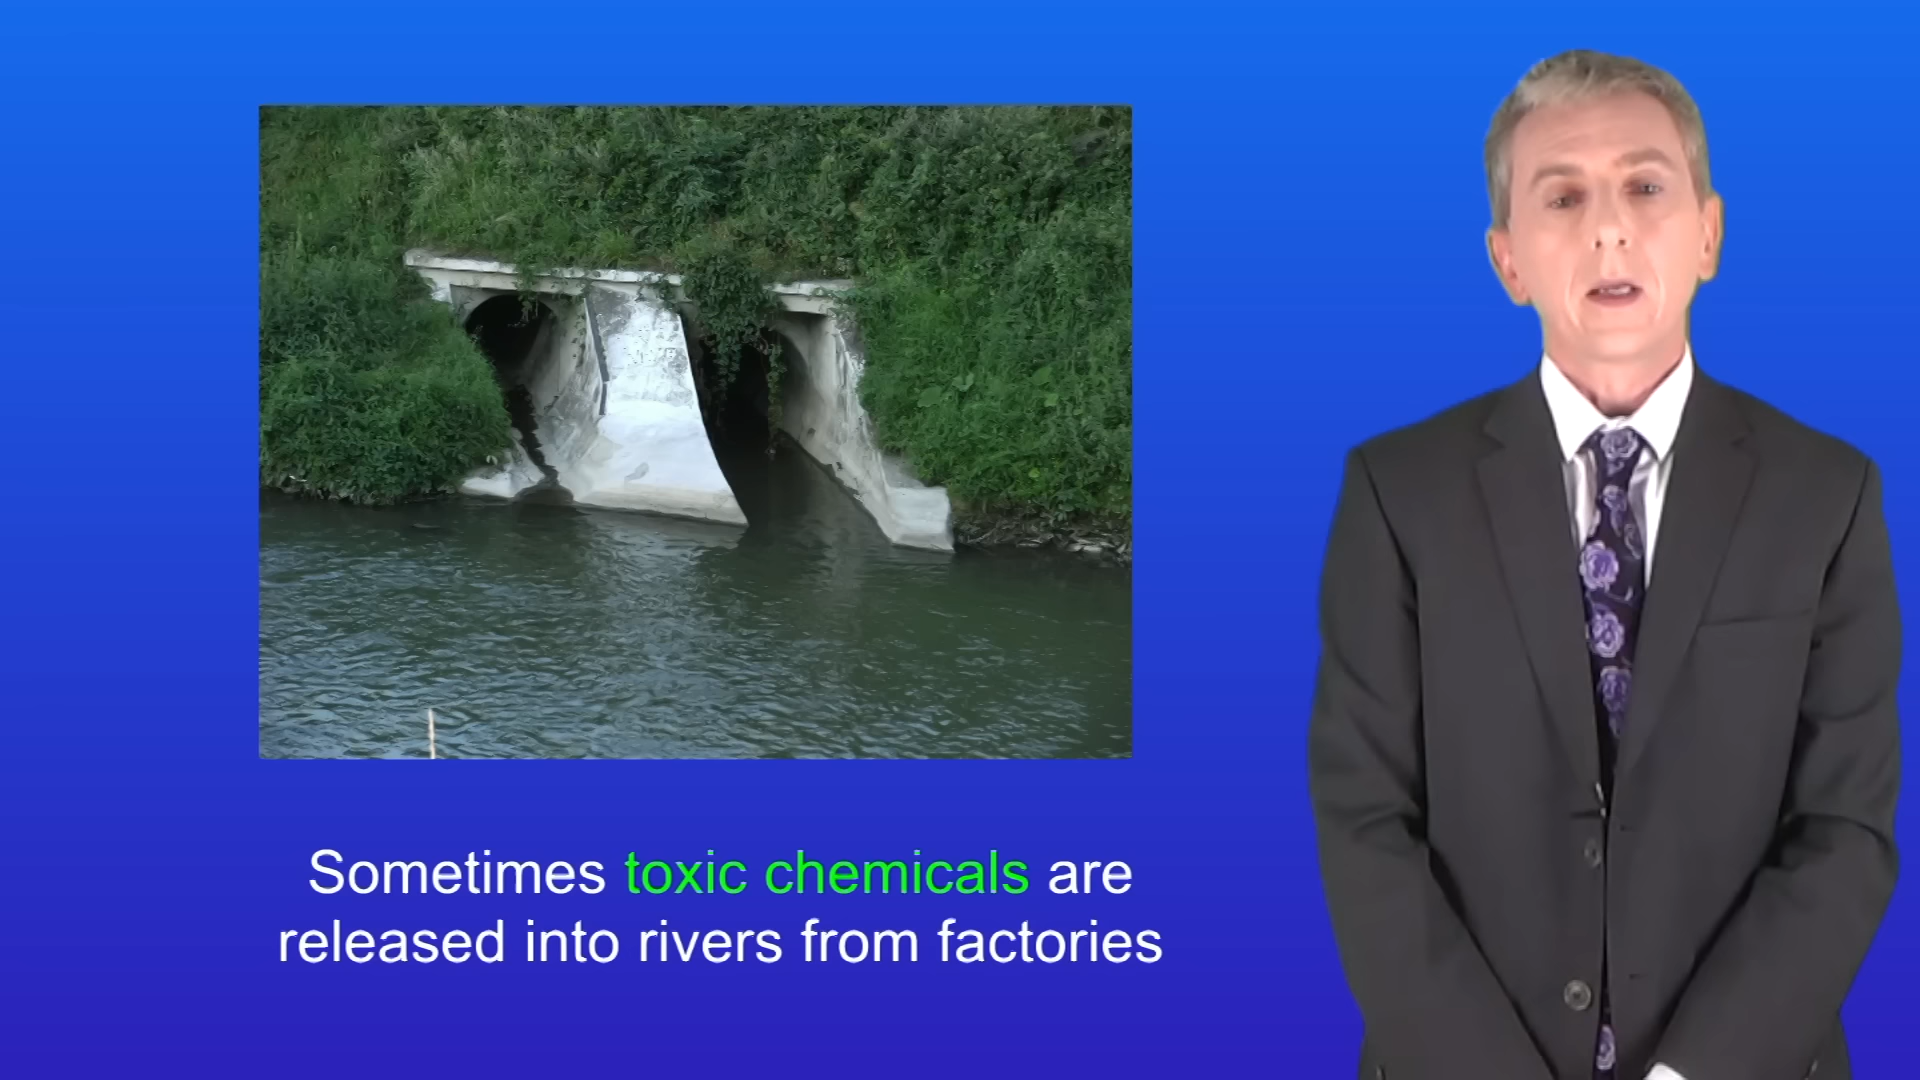 Sometimes toxic chemicals are
released into rivers from factories